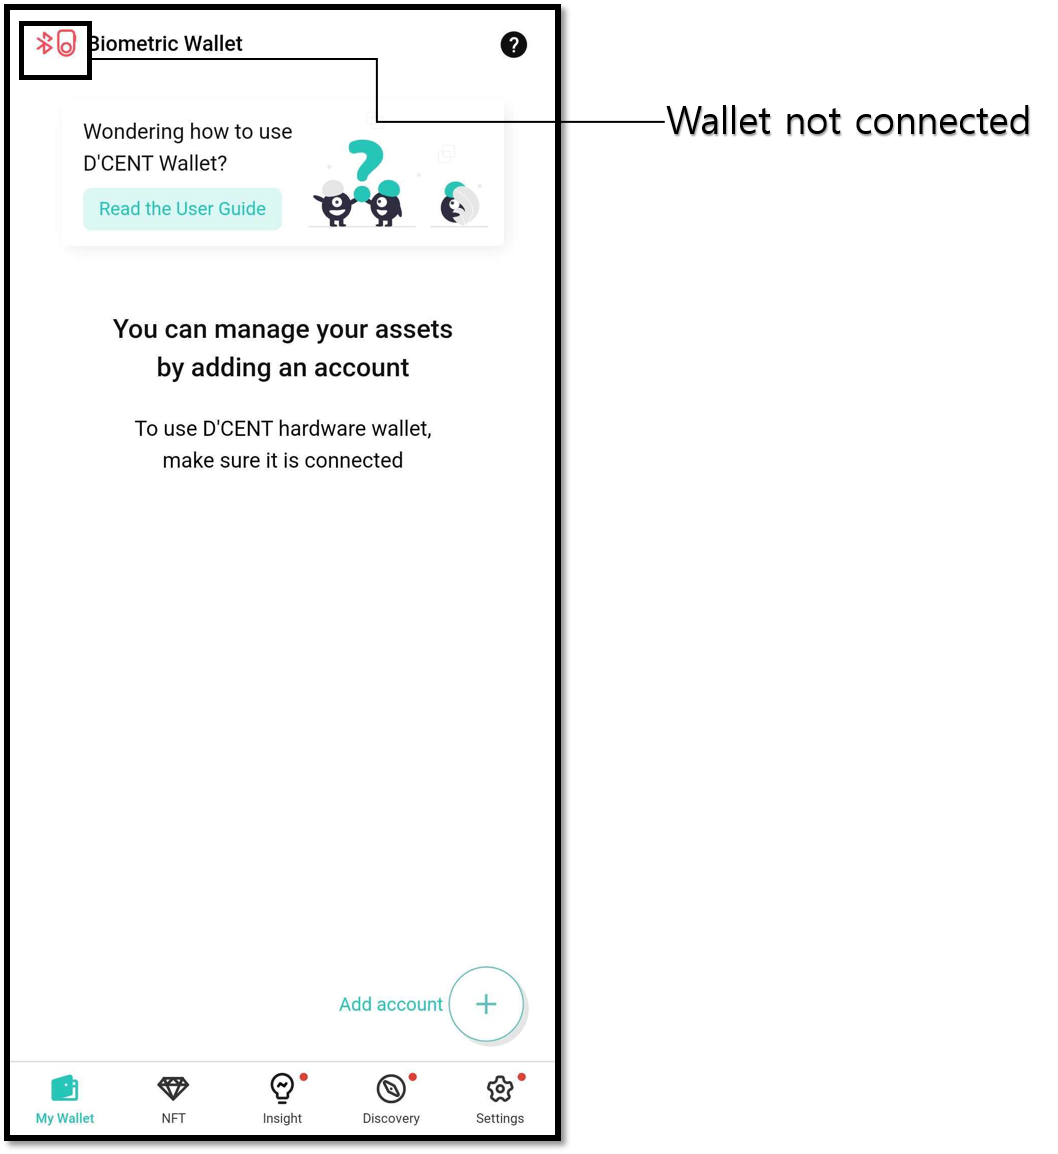 Biometric Wallet
?
Wallet not connected
Wondering how to use
D'CENT Wallet?
?
Read the User Guide
You can manage your assets
by adding an account
To use D'CENT hardware wallet,
make sure it is connected
Add account
My Wallet
NFT
Insight
Discovery
Settings